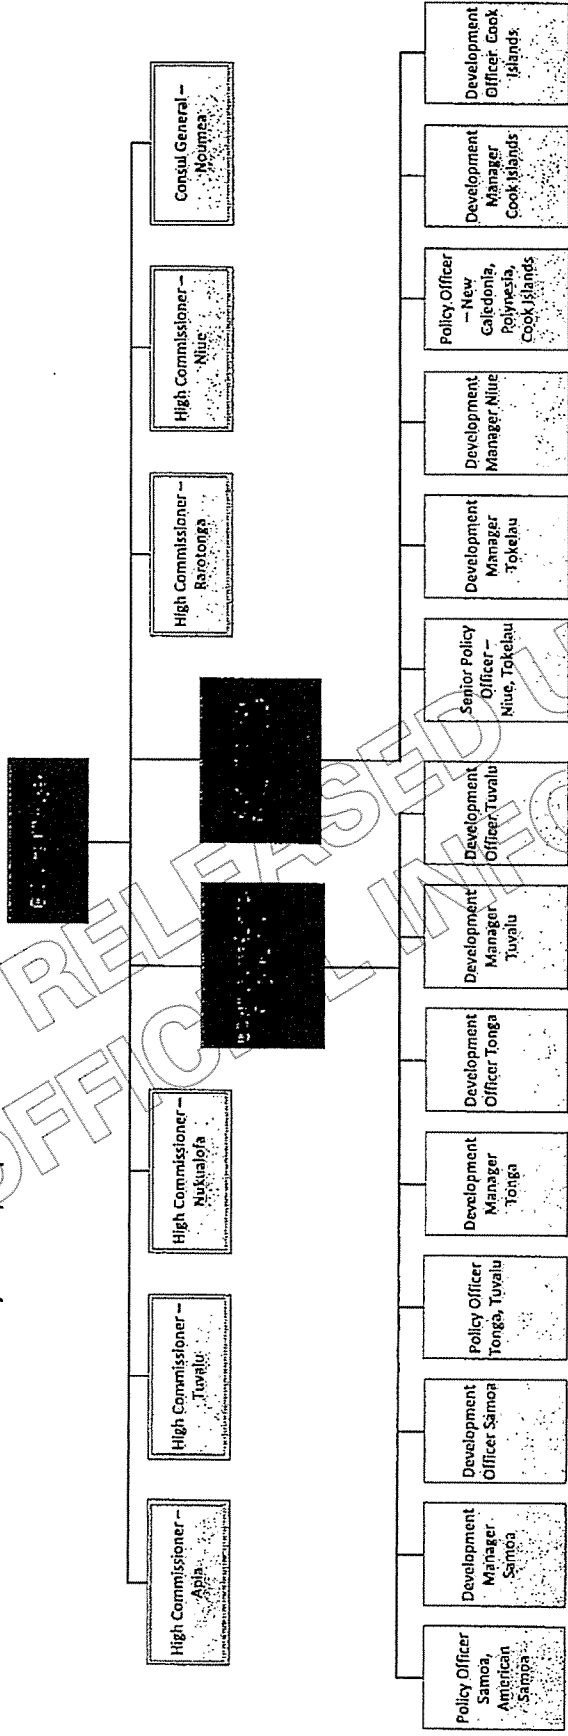 High Commissioner –
Apia
High Commissioner –
Tuvalu
High Commissioner –
Nukualofa
High Commissioner –
Rarotonga
High Commissioner –
Niue
Consul General –
Noumea
Policy Officer
Samoa,
American
Samoa
Development
Manager
Samoa
Development
Officer Samoa
Policy Officer
Tonga, Tuvalu
Development
Manager
Tonga
Development
Officer Tonga
Development
Manager
Tuvalu
Development
Officer Tuvalu
Senior Policy
Officer –
Niue, Tokelau
Development
Manager
Tokelau
Development
Manager Niue
Policy Officer
– New
Caledonia,
Polynesia,
Cook Islands
Development
Manager
Cook Islands
Development
Officer Cook
Islands
RELEASED